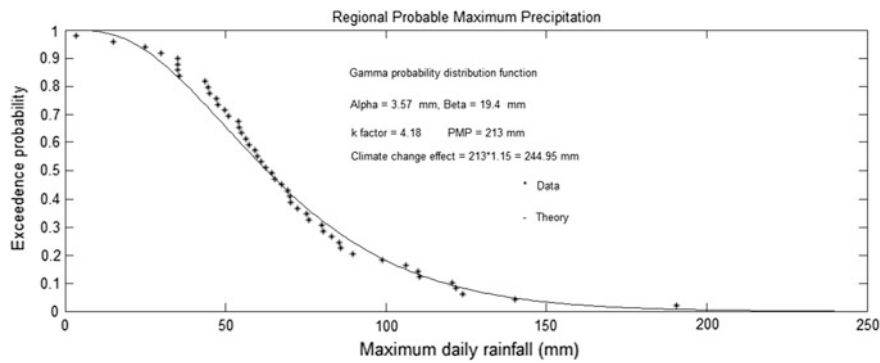 Regional Probable Maximum Precipitation
Exceedence probability
1
0.9
0.8
0.7
0.6
0.5
0.4
0.3
0.2
0.1
0
Gamma probability distribution function
Alpha = 3.57 mm, Beta = 19.4 mm
k factor = 4.18 PMP = 213 mm
Climate change effect = 213*1.15 = 244.95 mm
* Data
- Theory
0 50 100 150 200 250
Maximum daily rainfall (mm)